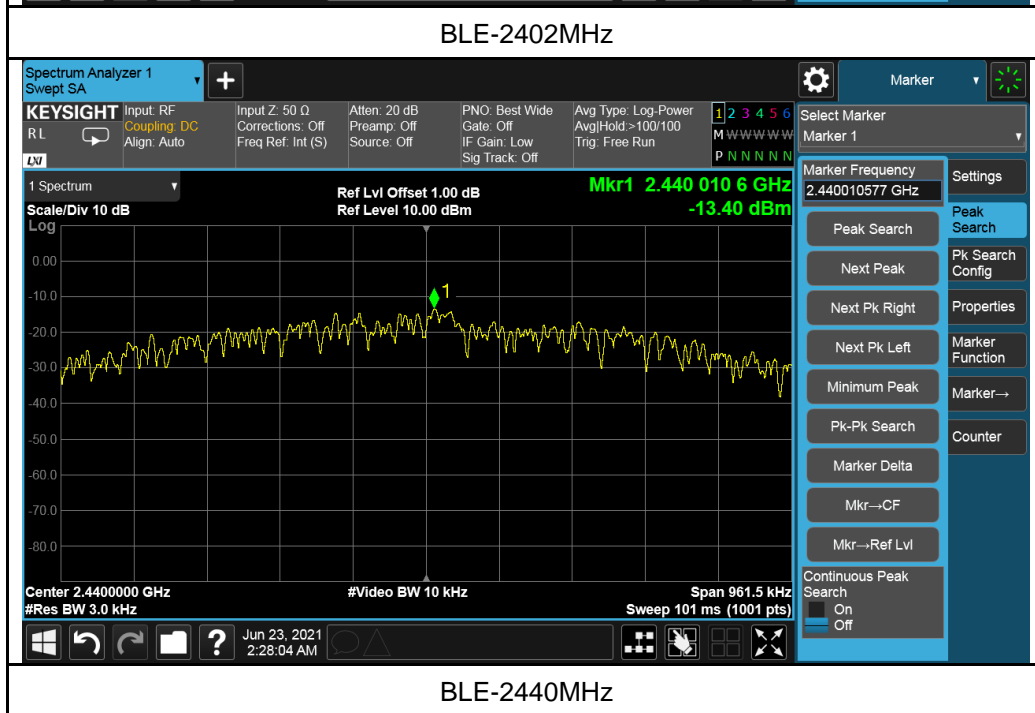 BLE-2402MHz
Spectrum Analyzer 1
Swept SA
+
Marker
KEYSIGHT
Input: RF
Input Z: 50 Ω
Atten: 20 dB
PNO: Best Wide
Avg Type: Log-Power
1 2 3 4 5 6
R L
Coupling: DC
Corrections: Off
Preamp: Off
Gate: Off
Avg|Hold:>100/100
M W W W W W
Align: Auto
Freq Ref: Int (S)
Source: Off
IF Gain: Low
Trig: Free Run
LXI
Sig Track: Off
P N N N N N
Select Marker
Marker 1
1 Spectrum
Ref Lvl Offset 1.00 dB
Mkr1 2.440 010 6 GHz
Scale/Div 10 dB
Ref Level 10.00 dBm
-13.40 dBm
Log
0.00
-10.0
-20.0
-30.0
-40.0
-50.0
-60.0
-70.0
-80.0
1
Center 2.4400000 GHz
#Video BW 10 kHz
Span 961.5 kHz
#Res BW 3.0 kHz
Sweep 101 ms (1001 pts)
Marker Frequency
2.440010577 GHz
Peak Search
Next Peak
Next Pk Right
Next Pk Left
Minimum Peak
Pk-Pk Search
Marker Delta
Mkr→CF
Mkr→Ref Lvl
Continuous Peak
Search
On
Off
Settings
Peak
Search
Pk Search
Config
Properties
Marker
Function
Marker→
Counter
?
Jun 23, 2021
2:28:04 AM
BLE-2440MHz